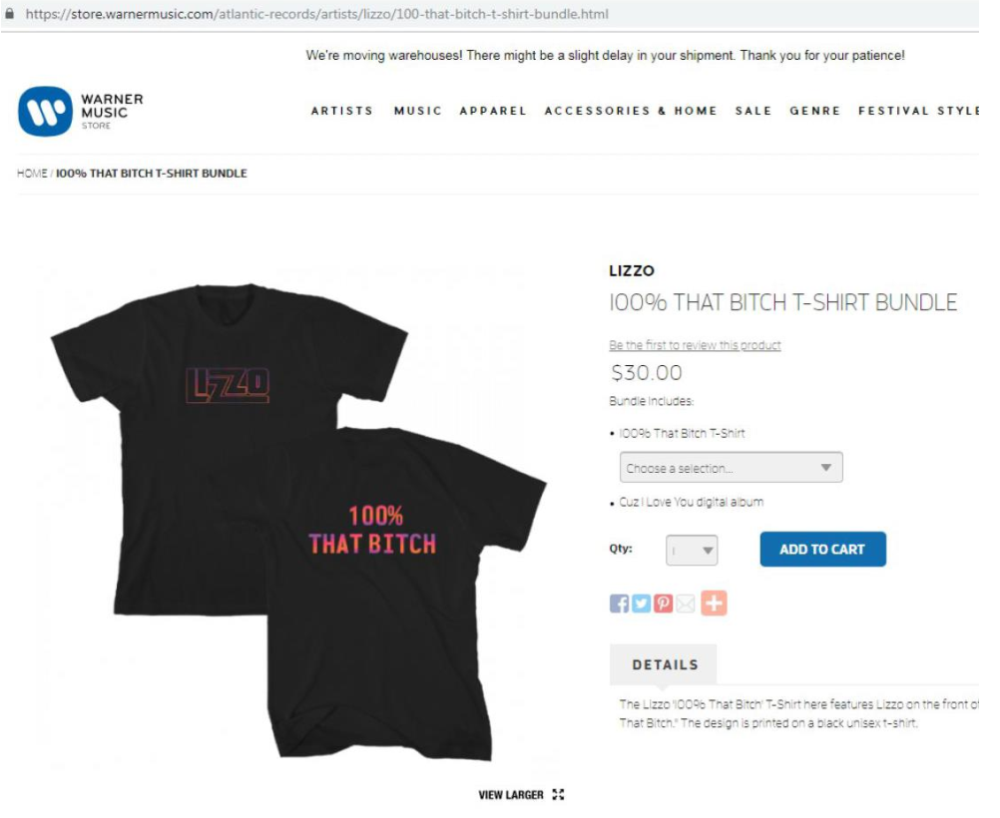 https://store.warnermusic.com/atlantic-records/artists/lizzo/100-that-bitch-t-shirt-bundle.html
We're moving warehouses! There might be a slight delay in your shipment. Thank you for your patience!
WARNER
MUSIC
STORE
ARTISTS MUSIC APPAREL ACCESSORIES & HOME SALE GENRE FESTIVAL STYLE
HOME / 100% THAT BITCH T-SHIRT BUNDLE
LIZZO
100% THAT BITCH T-SHIRT BUNDLE
Be the first to review this product
$30.00
Bundle Includes:
• 100% That Bitch T-Shirt
Choose a selection...
• Cuz I Love You digital album
Qty: 1 ADD TO CART
LIZZO
100%
THAT BITCH
DETAILS
The Lizzo '100% That Bitch' T-Shirt here features Lizzo on the front of
That Bitch." The design is printed on a black unisex t-shirt.
VIEW LARGER